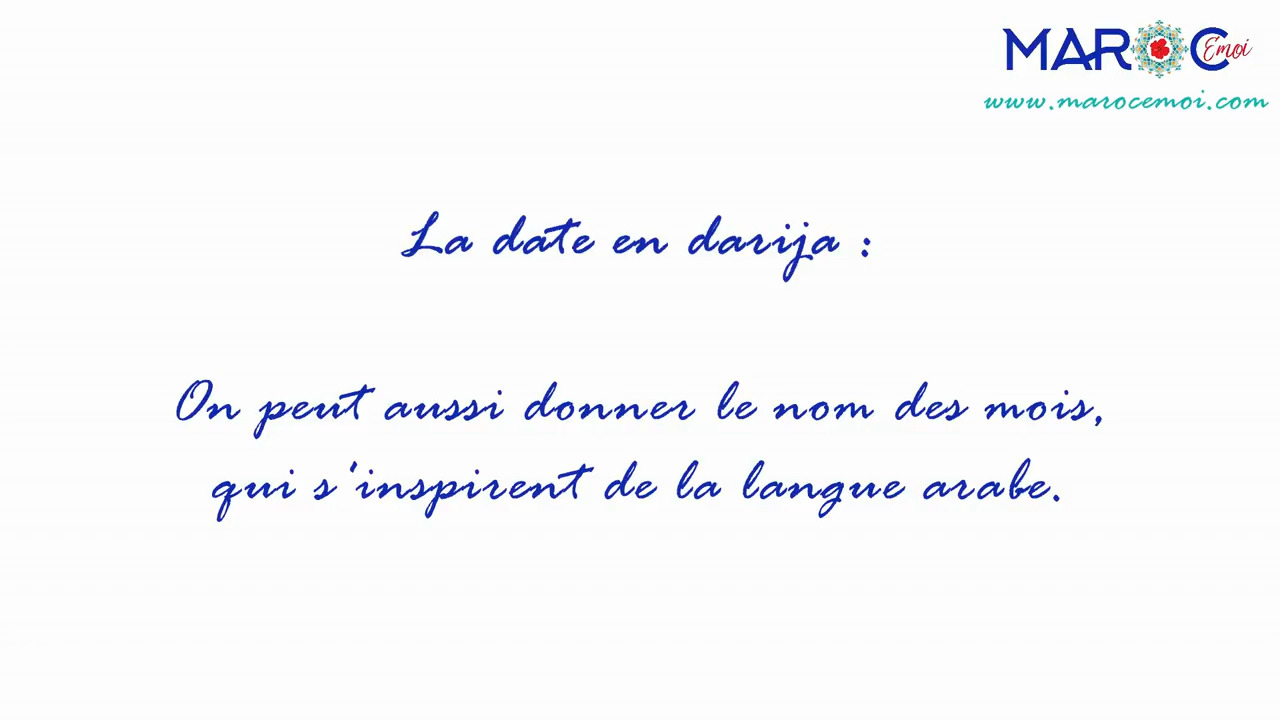 MAROC Emoi
www.marocemoi.com
La date en darija :
On peut aussi donner le nom des mois,
qui s'inspirent de la langue arabe.